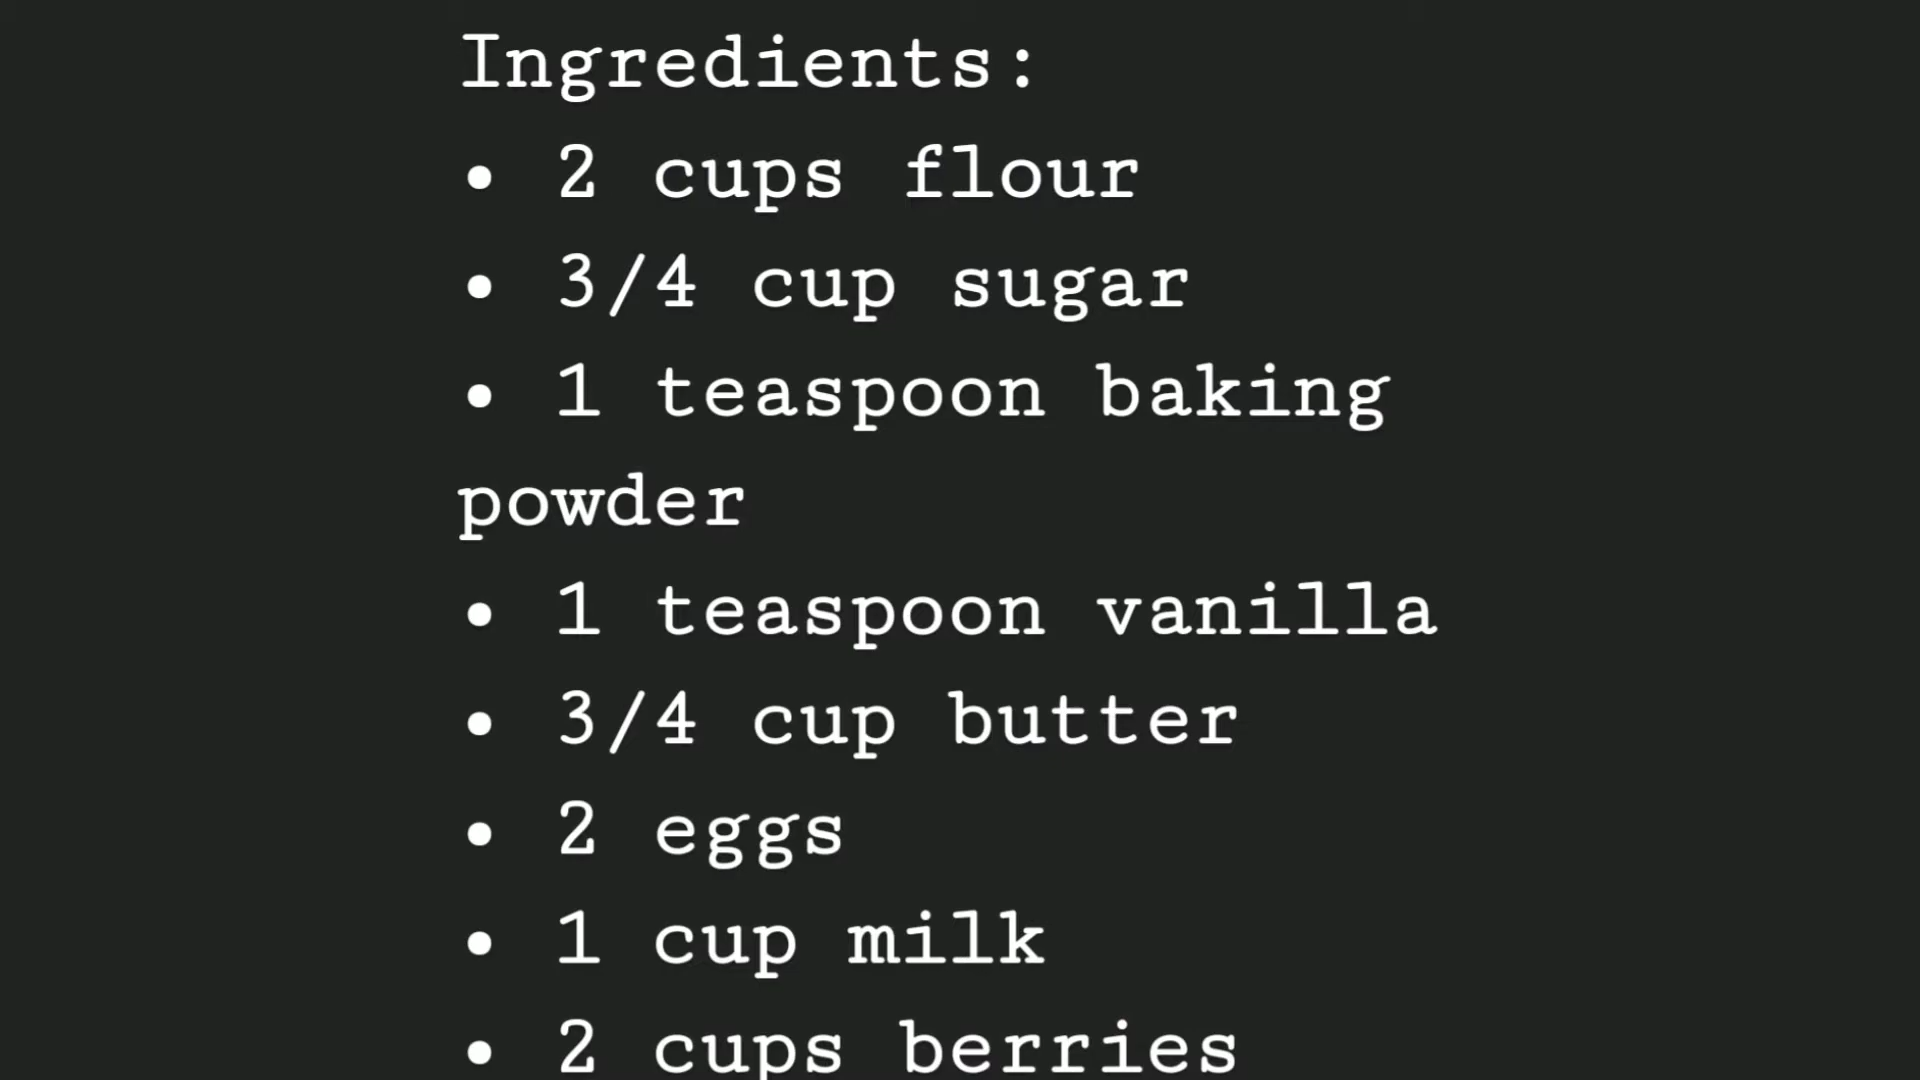 Ingredients:
• 2 cups flour
• 3/4 cup sugar
• 1 teaspoon baking
powder
• 1 teaspoon vanilla
• 3/4 cup butter
• 2 eggs
• 1 cup milk
• 2 cups berries